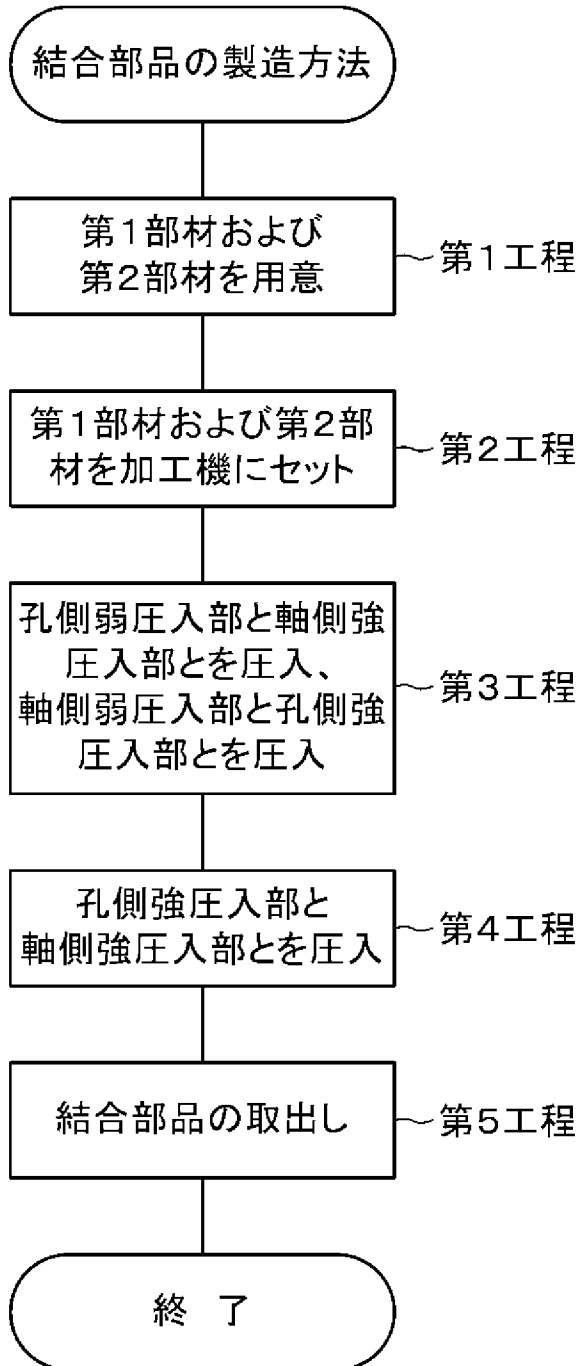 結合部品の製造方法
第1部材および
第2部材を用意
第1工程
第1部材および第2部
材を加工機にセット
第2工程
孔側弱圧入部と軸側強
圧入部とを圧入、
軸側弱圧入部と孔側強
圧入部とを圧入
第3工程
孔側強圧入部と
軸側強圧入部とを圧入
第4工程
結合部品の取出し
第5工程
終 了